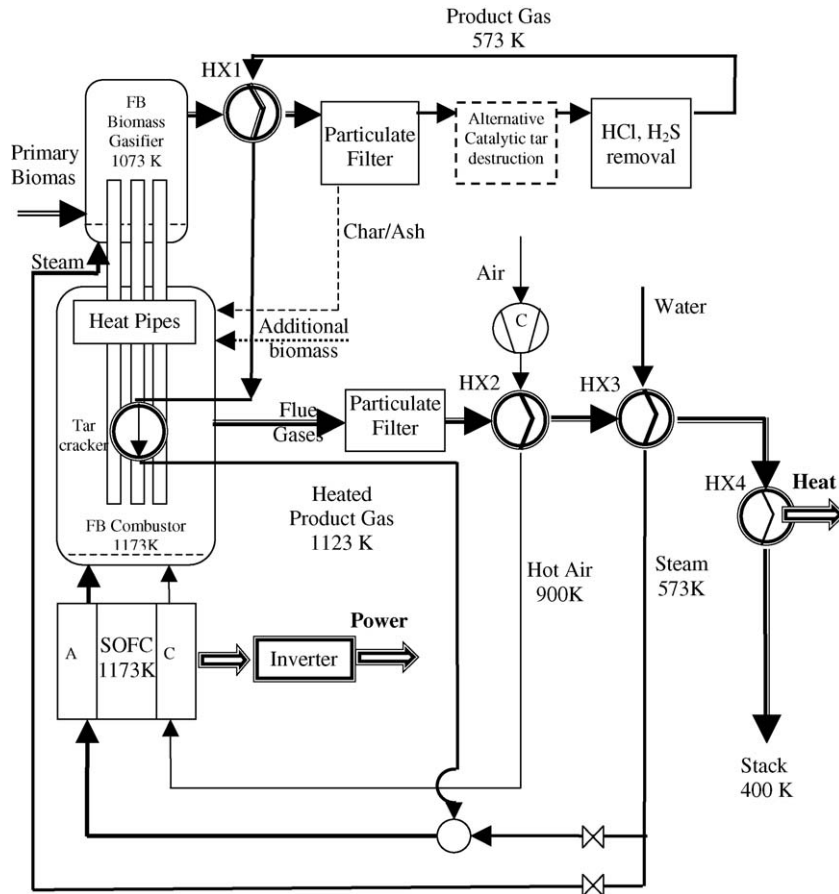 Product Gas
573 K
HX1
FB
Biomass
Gasifier
1073 K
Particulate
Filter
Alternative
Catalytic tar
destruction
HCl, H₂S
removal
Primary
Biomas
Char/Ash
Steam
Air
Water
Heat Pipes
Additional
biomass
C
HX2
HX3
Tar
cracker
Flue
Gases
Particulate
Filter
HX4
Heat
FB Combustor
1173K
Heated
Product Gas
1123 K
Hot Air
900K
Steam
573K
A
SOFC
1173K
C
Power
Inverter
Stack
400 K